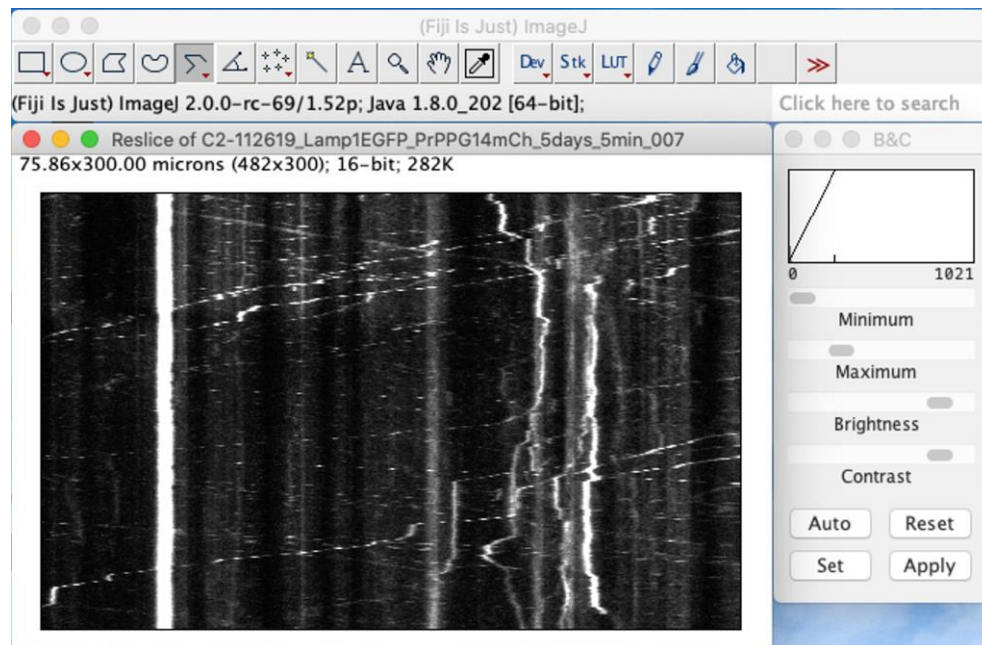 (Fiji Is Just) ImageJ
A Dev Stk LUT >>
(Fiji Is Just) ImageJ 2.0.0-rc-69/1.52p; Java 1.8.0_202 [64-bit];
Click here to search
Reslice of C2-112619_Lamp1EGFP_PrPPG14mCh_5days_5min_007
75.86x300.00 microns (482x300); 16-bit; 282K
B&C
0 1021
Minimum
Maximum
Brightness
Contrast
Auto Reset
Set Apply